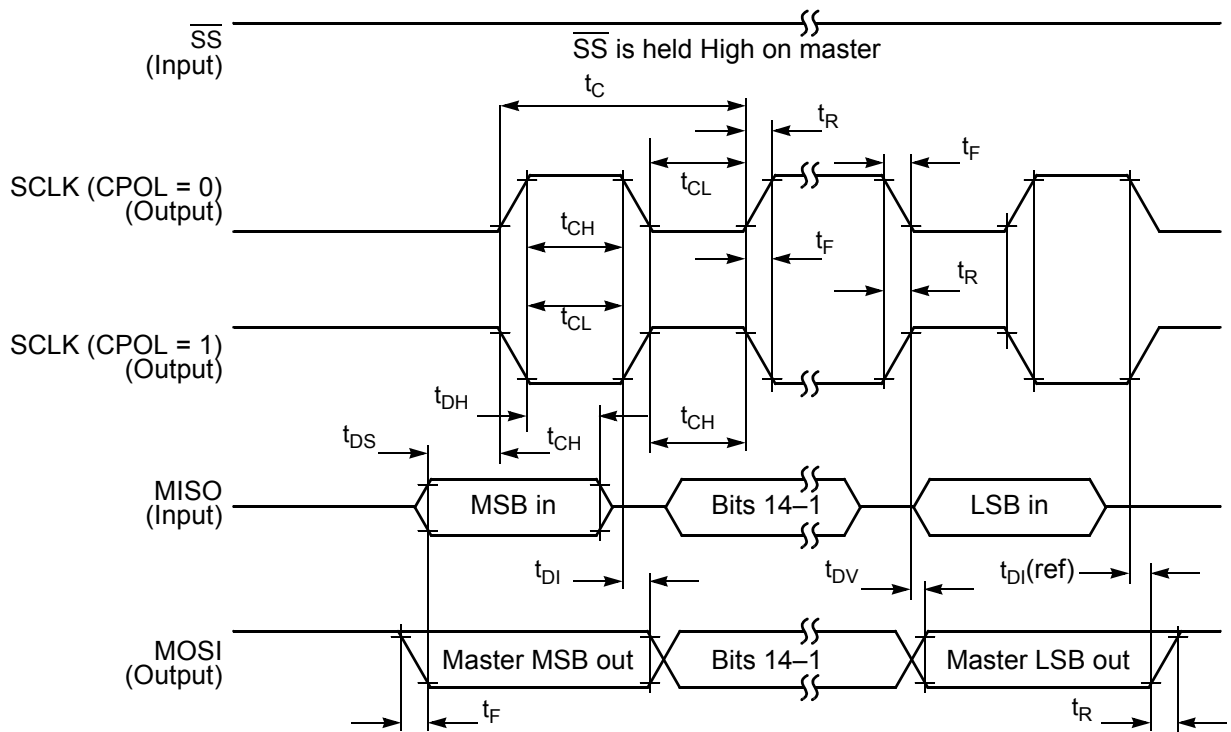 SS
(Input)
SS is held High on master
tC
tR
tF
SCLK (CPOL = 0)
(Output)
tCL
tCH
tF
tR
tCL
SCLK (CPOL = 1)
(Output)
tDH
tCH
tDS
tCH
MISO
(Input)
MSB in
Bits 14–1
LSB in
tDI
tDV
tDI(ref)
MOSI
(Output)
Master MSB out
Bits 14–1
Master LSB out
tF
tR